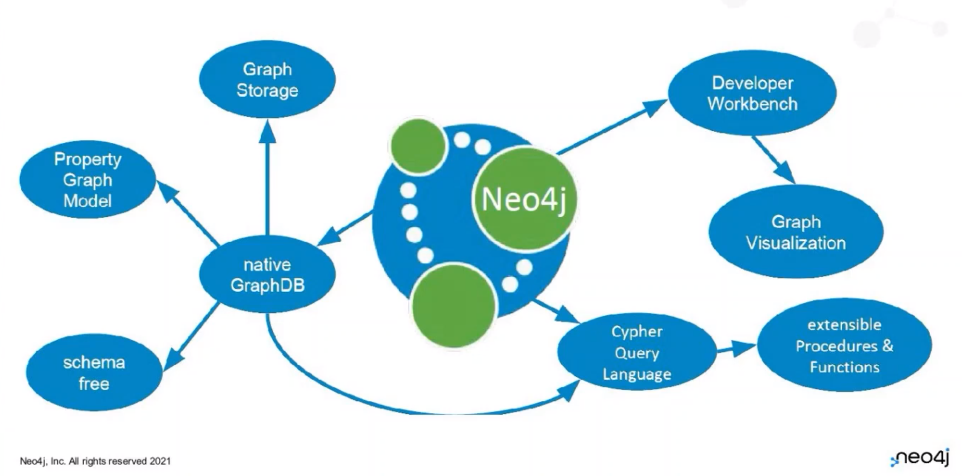 Graph
Storage
Developer
Workbench
Property
Graph
Model
Neo4j
Graph
Visualization
native
GraphDB
Cypher
Query
Language
extensible
Procedures &
Functions
schema
free
Neo4j, Inc. All rights reserved 2021
neo4j